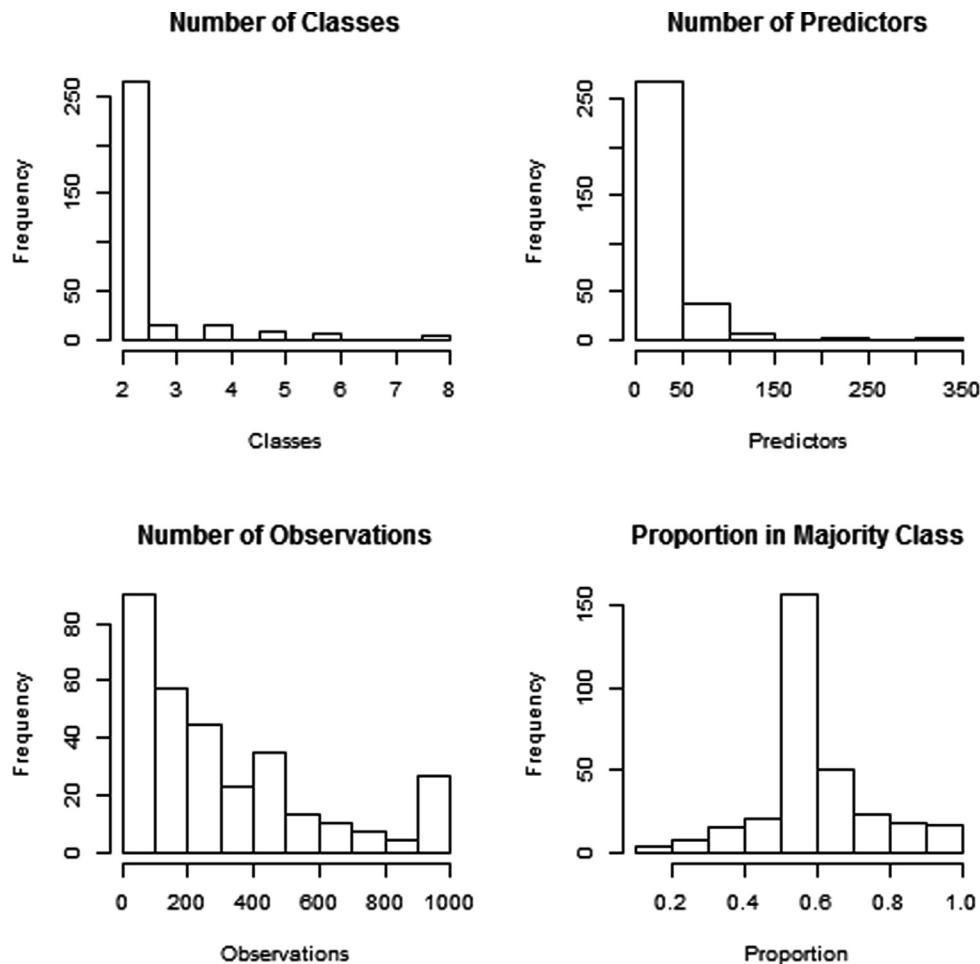 Number of Classes
Frequency
0 50 150 250
2 3 4 5 6 7 8
Classes
Number of Predictors
Frequency
0 50 150 250
0 50 150 250 350
Predictors
Number of Observations
Frequency
0 20 40 60 80
0 200 400 600 800 1000
Observations
Proportion in Majority Class
Frequency
0 50 100 150
0.2 0.4 0.6 0.8 1.0
Proportion